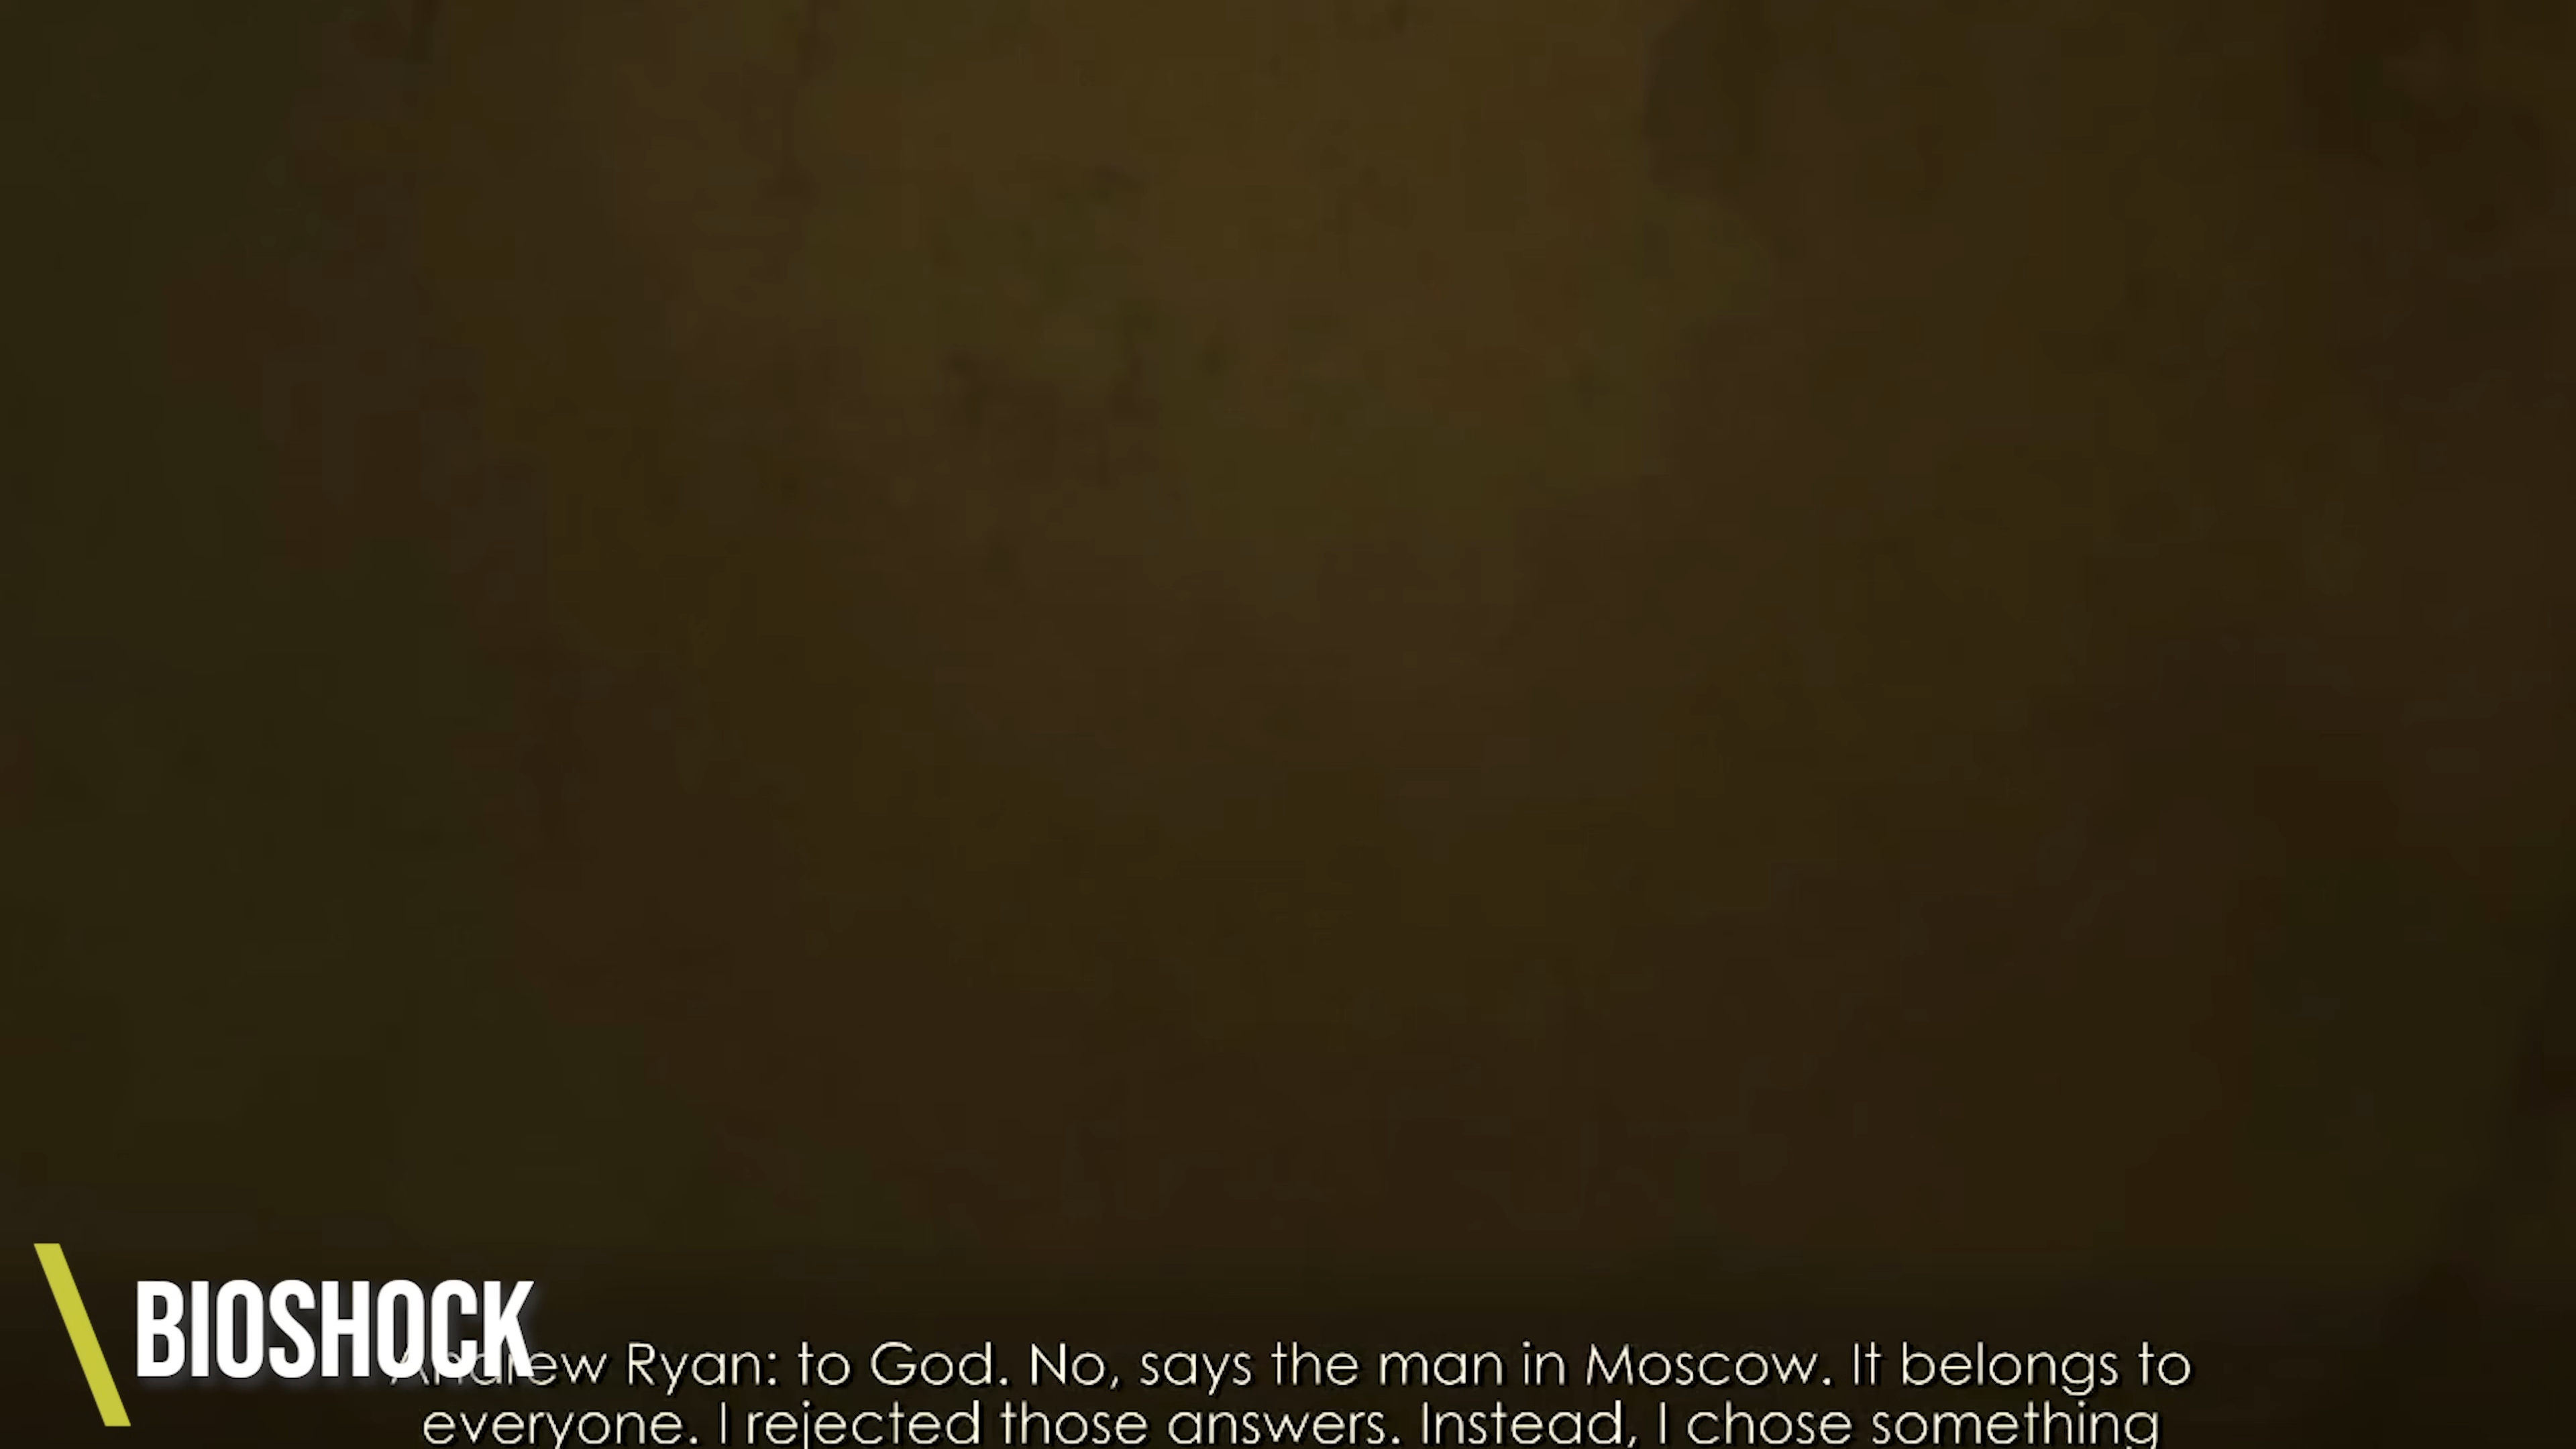 BIOSHOCK
Andrew Ryan: to God. No, says the man in Moscow. It belongs to
everyone. I rejected those answers. Instead, I chose something